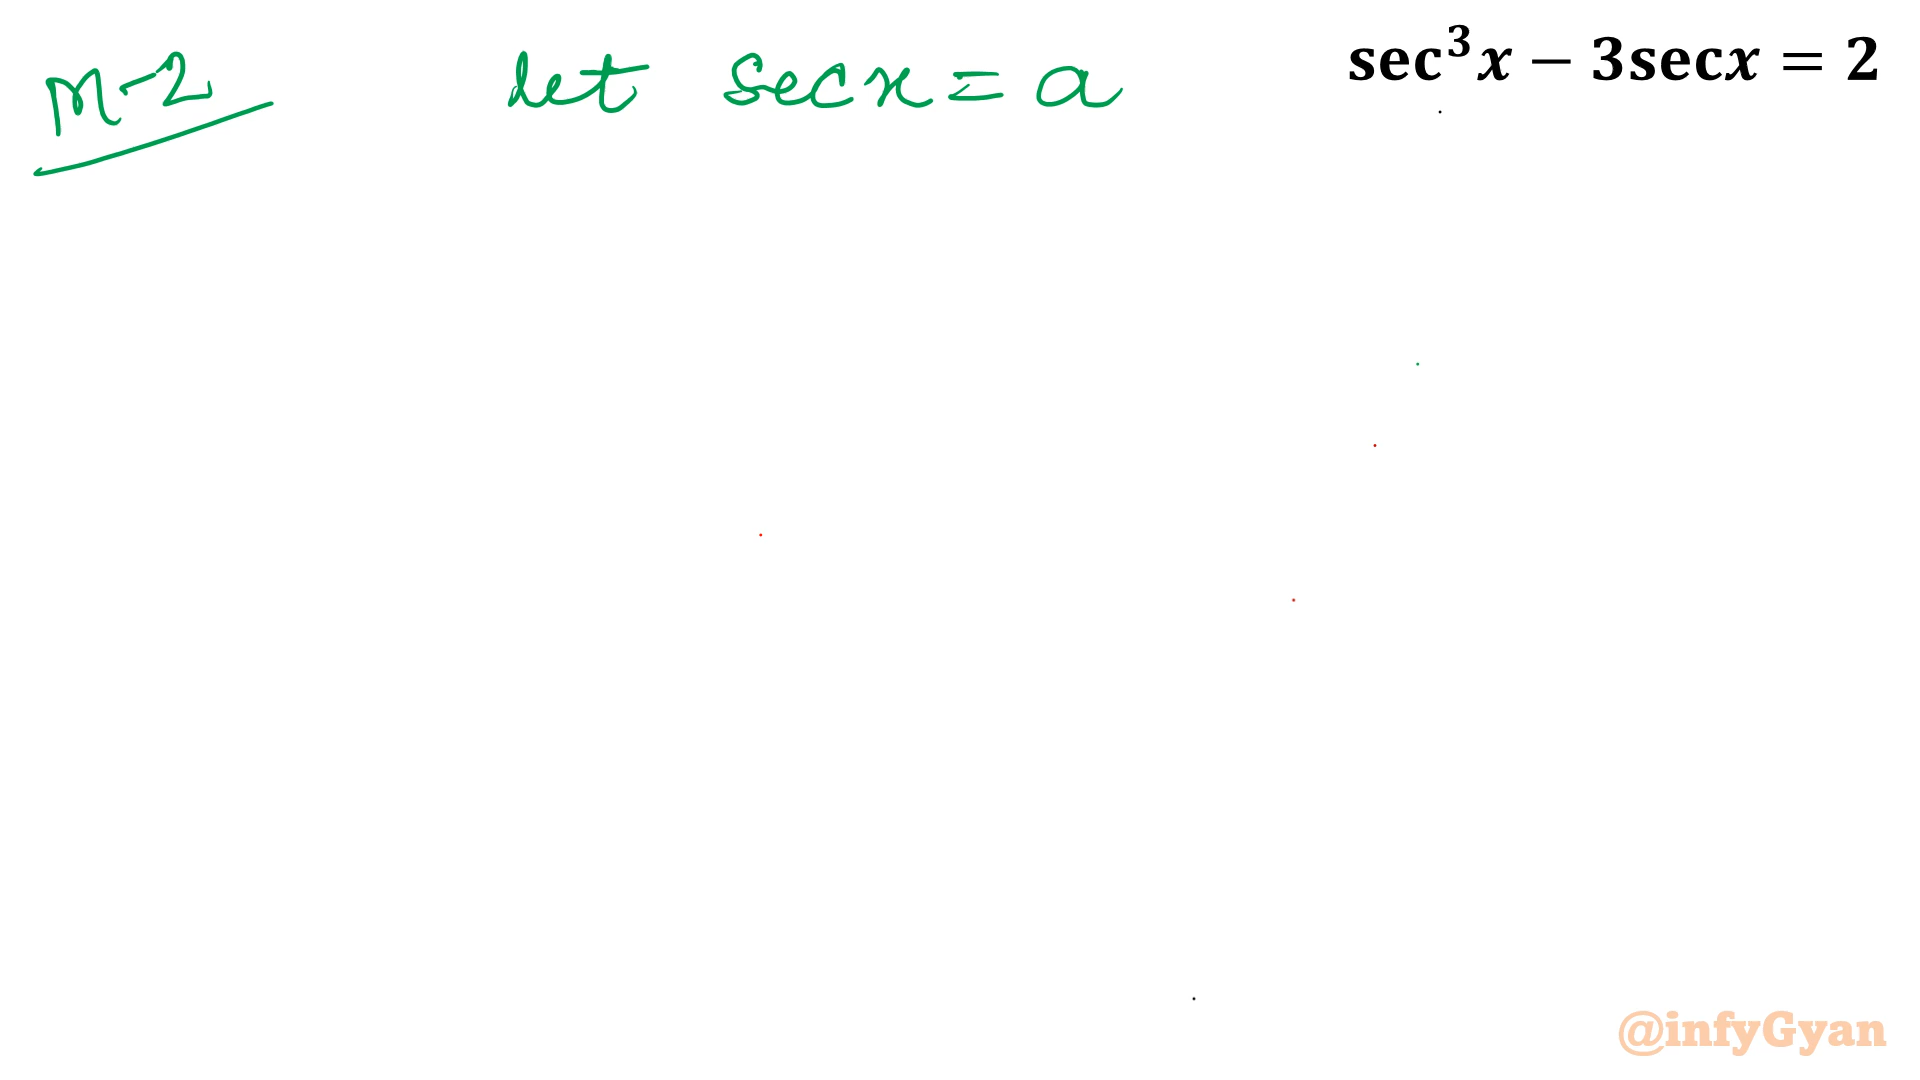 M-2 let secx = a sec³x − 3secx = 2
@infyGyan